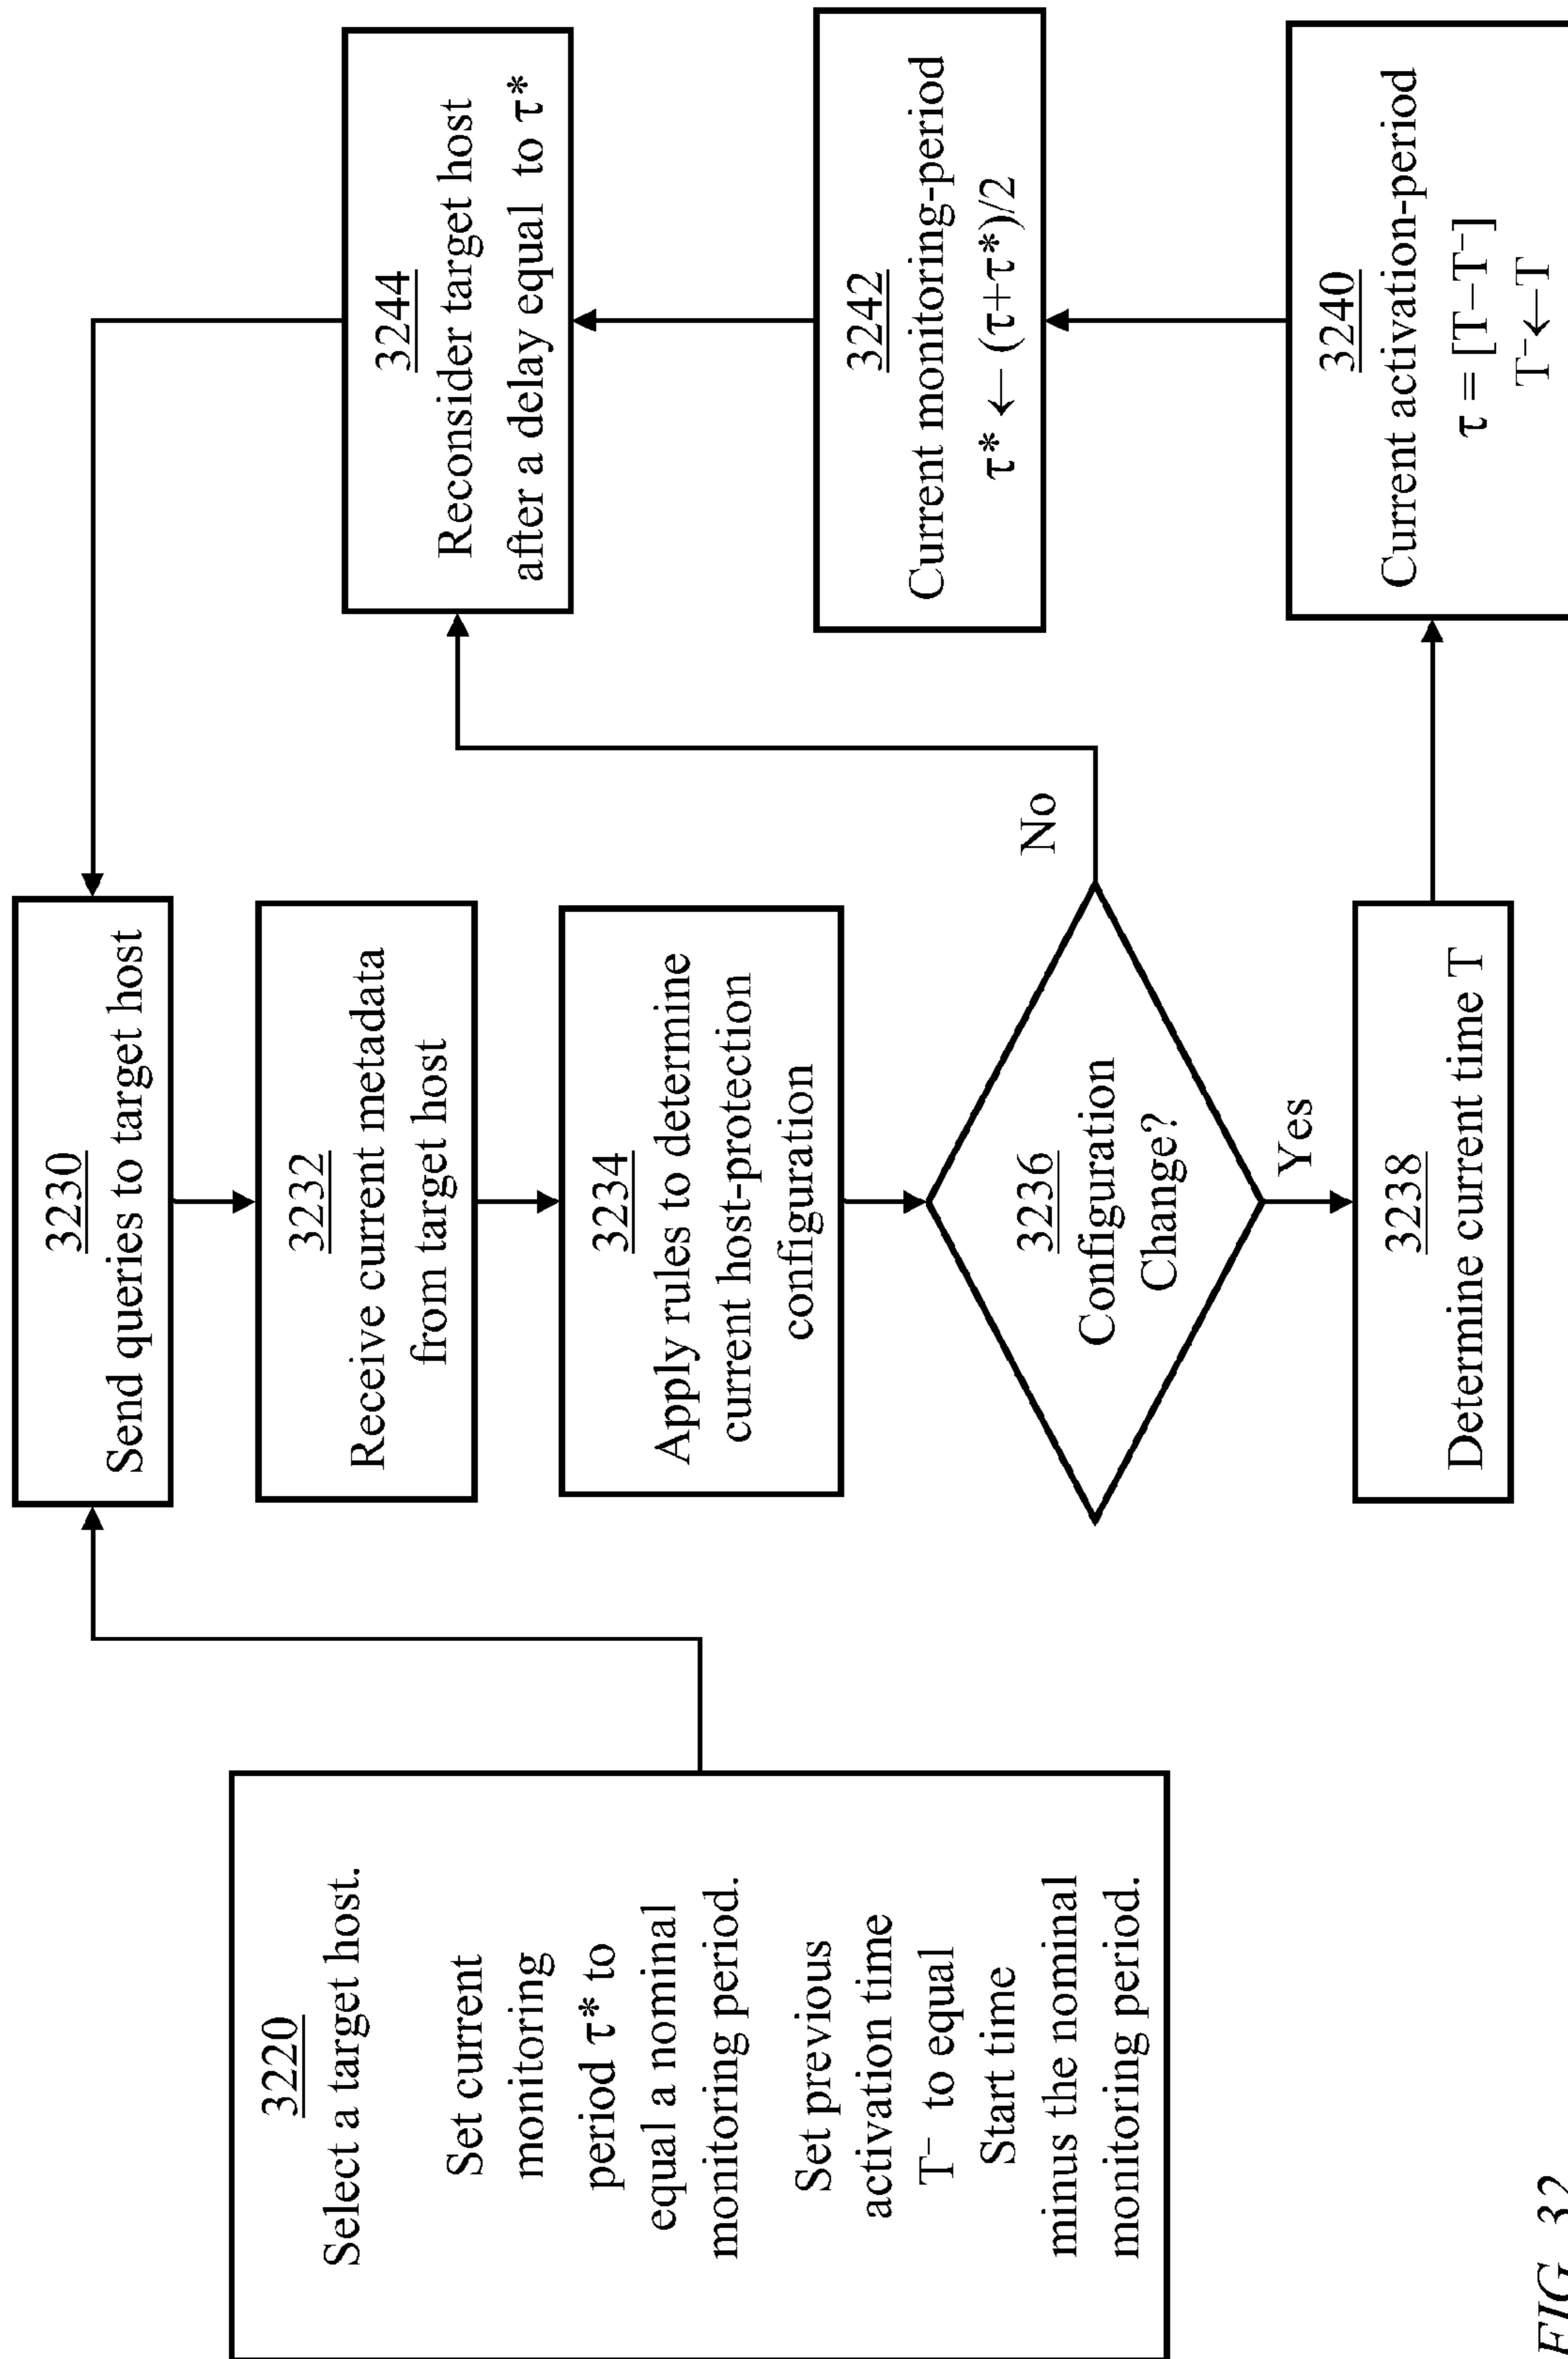 3220
Select a target host.
Set current
monitoring
period τ* to
equal a nominal
monitoring period.
Set previous
activation time
T⁻ to equal
Start time
minus the nominal
monitoring period.
3230
Send queries to target host
3232
Receive current metadata
from target host
3234
Apply rules to determine
current host-protection
configuration
3236
Configuration
Change?
No
Yes
3238
Determine current time T
3240
Current activation-period
τ = [T−T⁻]
T⁻←T
3242
Current monitoring-period
τ* ← (τ+τ*)/2
3244
Reconsider target host
after a delay equal to τ*
FIG. 32